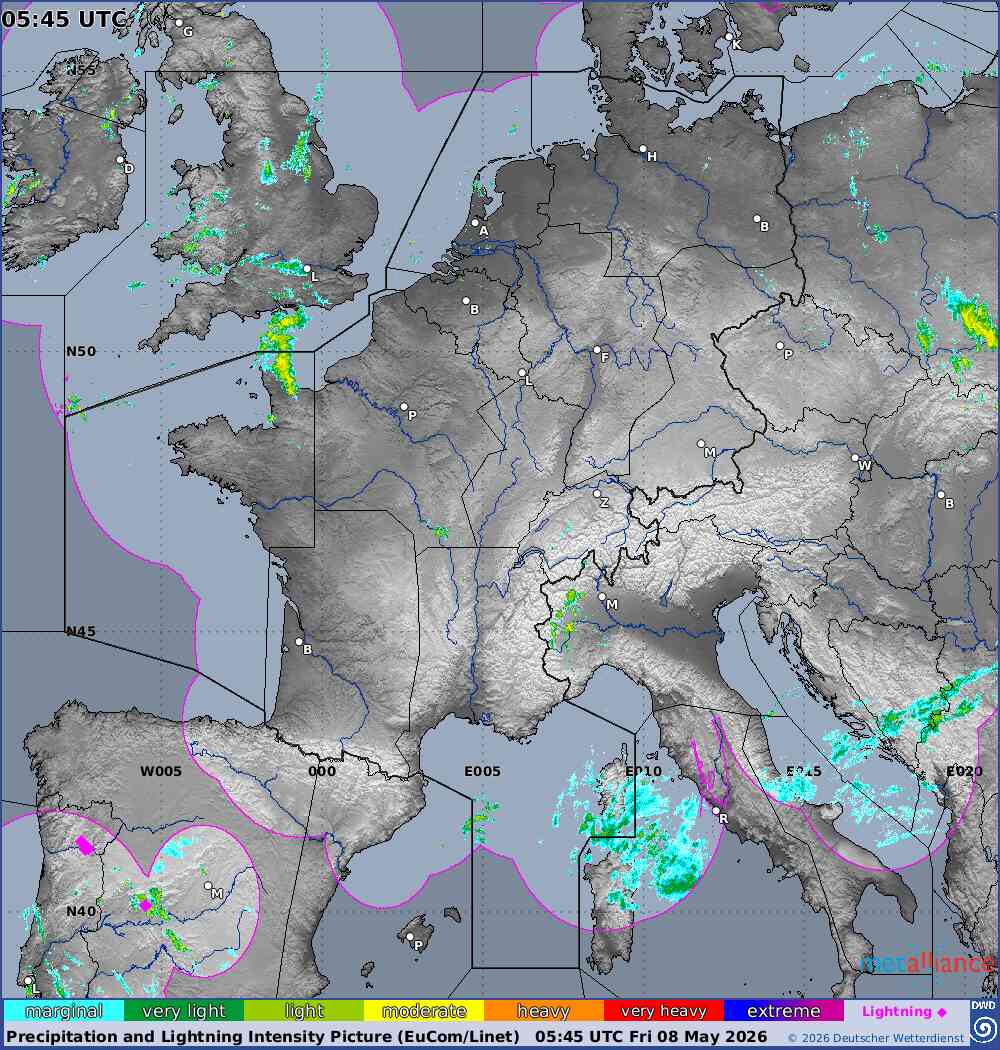 05:45 UTC
G
K
N55
H
D
A
B
L
B
N50
F
P
L
P
M
W
Z
B
M
N45
B
W005
000
E005
E010
E015
E020
R
M
N40
P
L
metalliance
marginal very light light moderate heavy very heavy extreme Lightning ◆ DWD
Precipitation and Lightning Intensity Picture (EuCom/Linet) 05:45 UTC Fri 08 May 2026 © 2026 Deutscher Wetterdienst